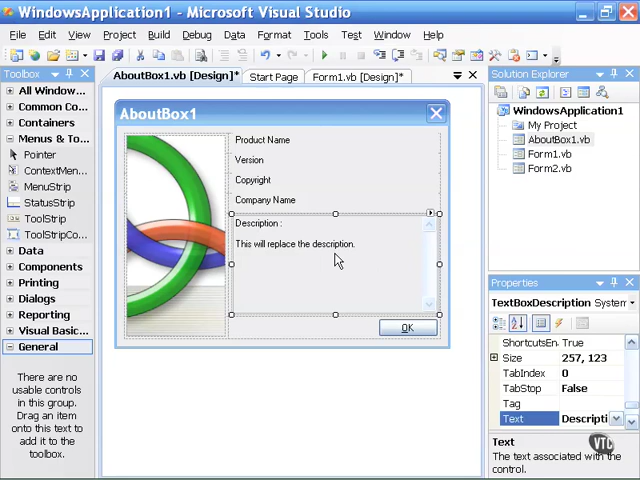 WindowsApplication1 - Microsoft Visual Studio
File Edit View Project Build Debug Data Format Tools Test Window Help
Toolbox
AboutBox1.vb [Design]* Start Page Form1.vb [Design]*
Solution Explorer
All Window...
Common Co...
Containers
Menus & To...
Pointer
ContextMen...
MenuStrip
StatusStrip
ToolStrip
ToolStripCo...
Data
Components
Printing
Dialogs
Reporting
Visual Basic...
General
There are no
usable controls
in this group.
Drag an item
onto this text to
add it to the
toolbox.
AboutBox1
Product Name
Version
Copyright
Company Name
Description :
This will replace the description.
OK
WindowsApplication1
My Project
AboutBox1.vb
Form1.vb
Form2.vb
Properties
TextBoxDescription System
ShortcutsEn True
Size 257, 123
TabIndex 0
TabStop False
Tag
Text Descripti
Text
The text associated with the
control.
VTC